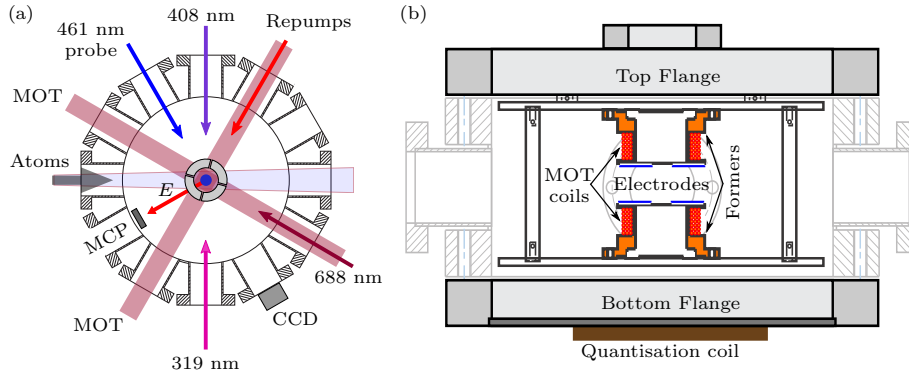 (a)
461 nm
probe
408 nm
Repumps
MOT
Atoms
E
MCP
MOT
319 nm
CCD
688 nm
(b)
Top Flange
MOT
coils
Electrodes
Formers
Bottom Flange
Quantisation coil